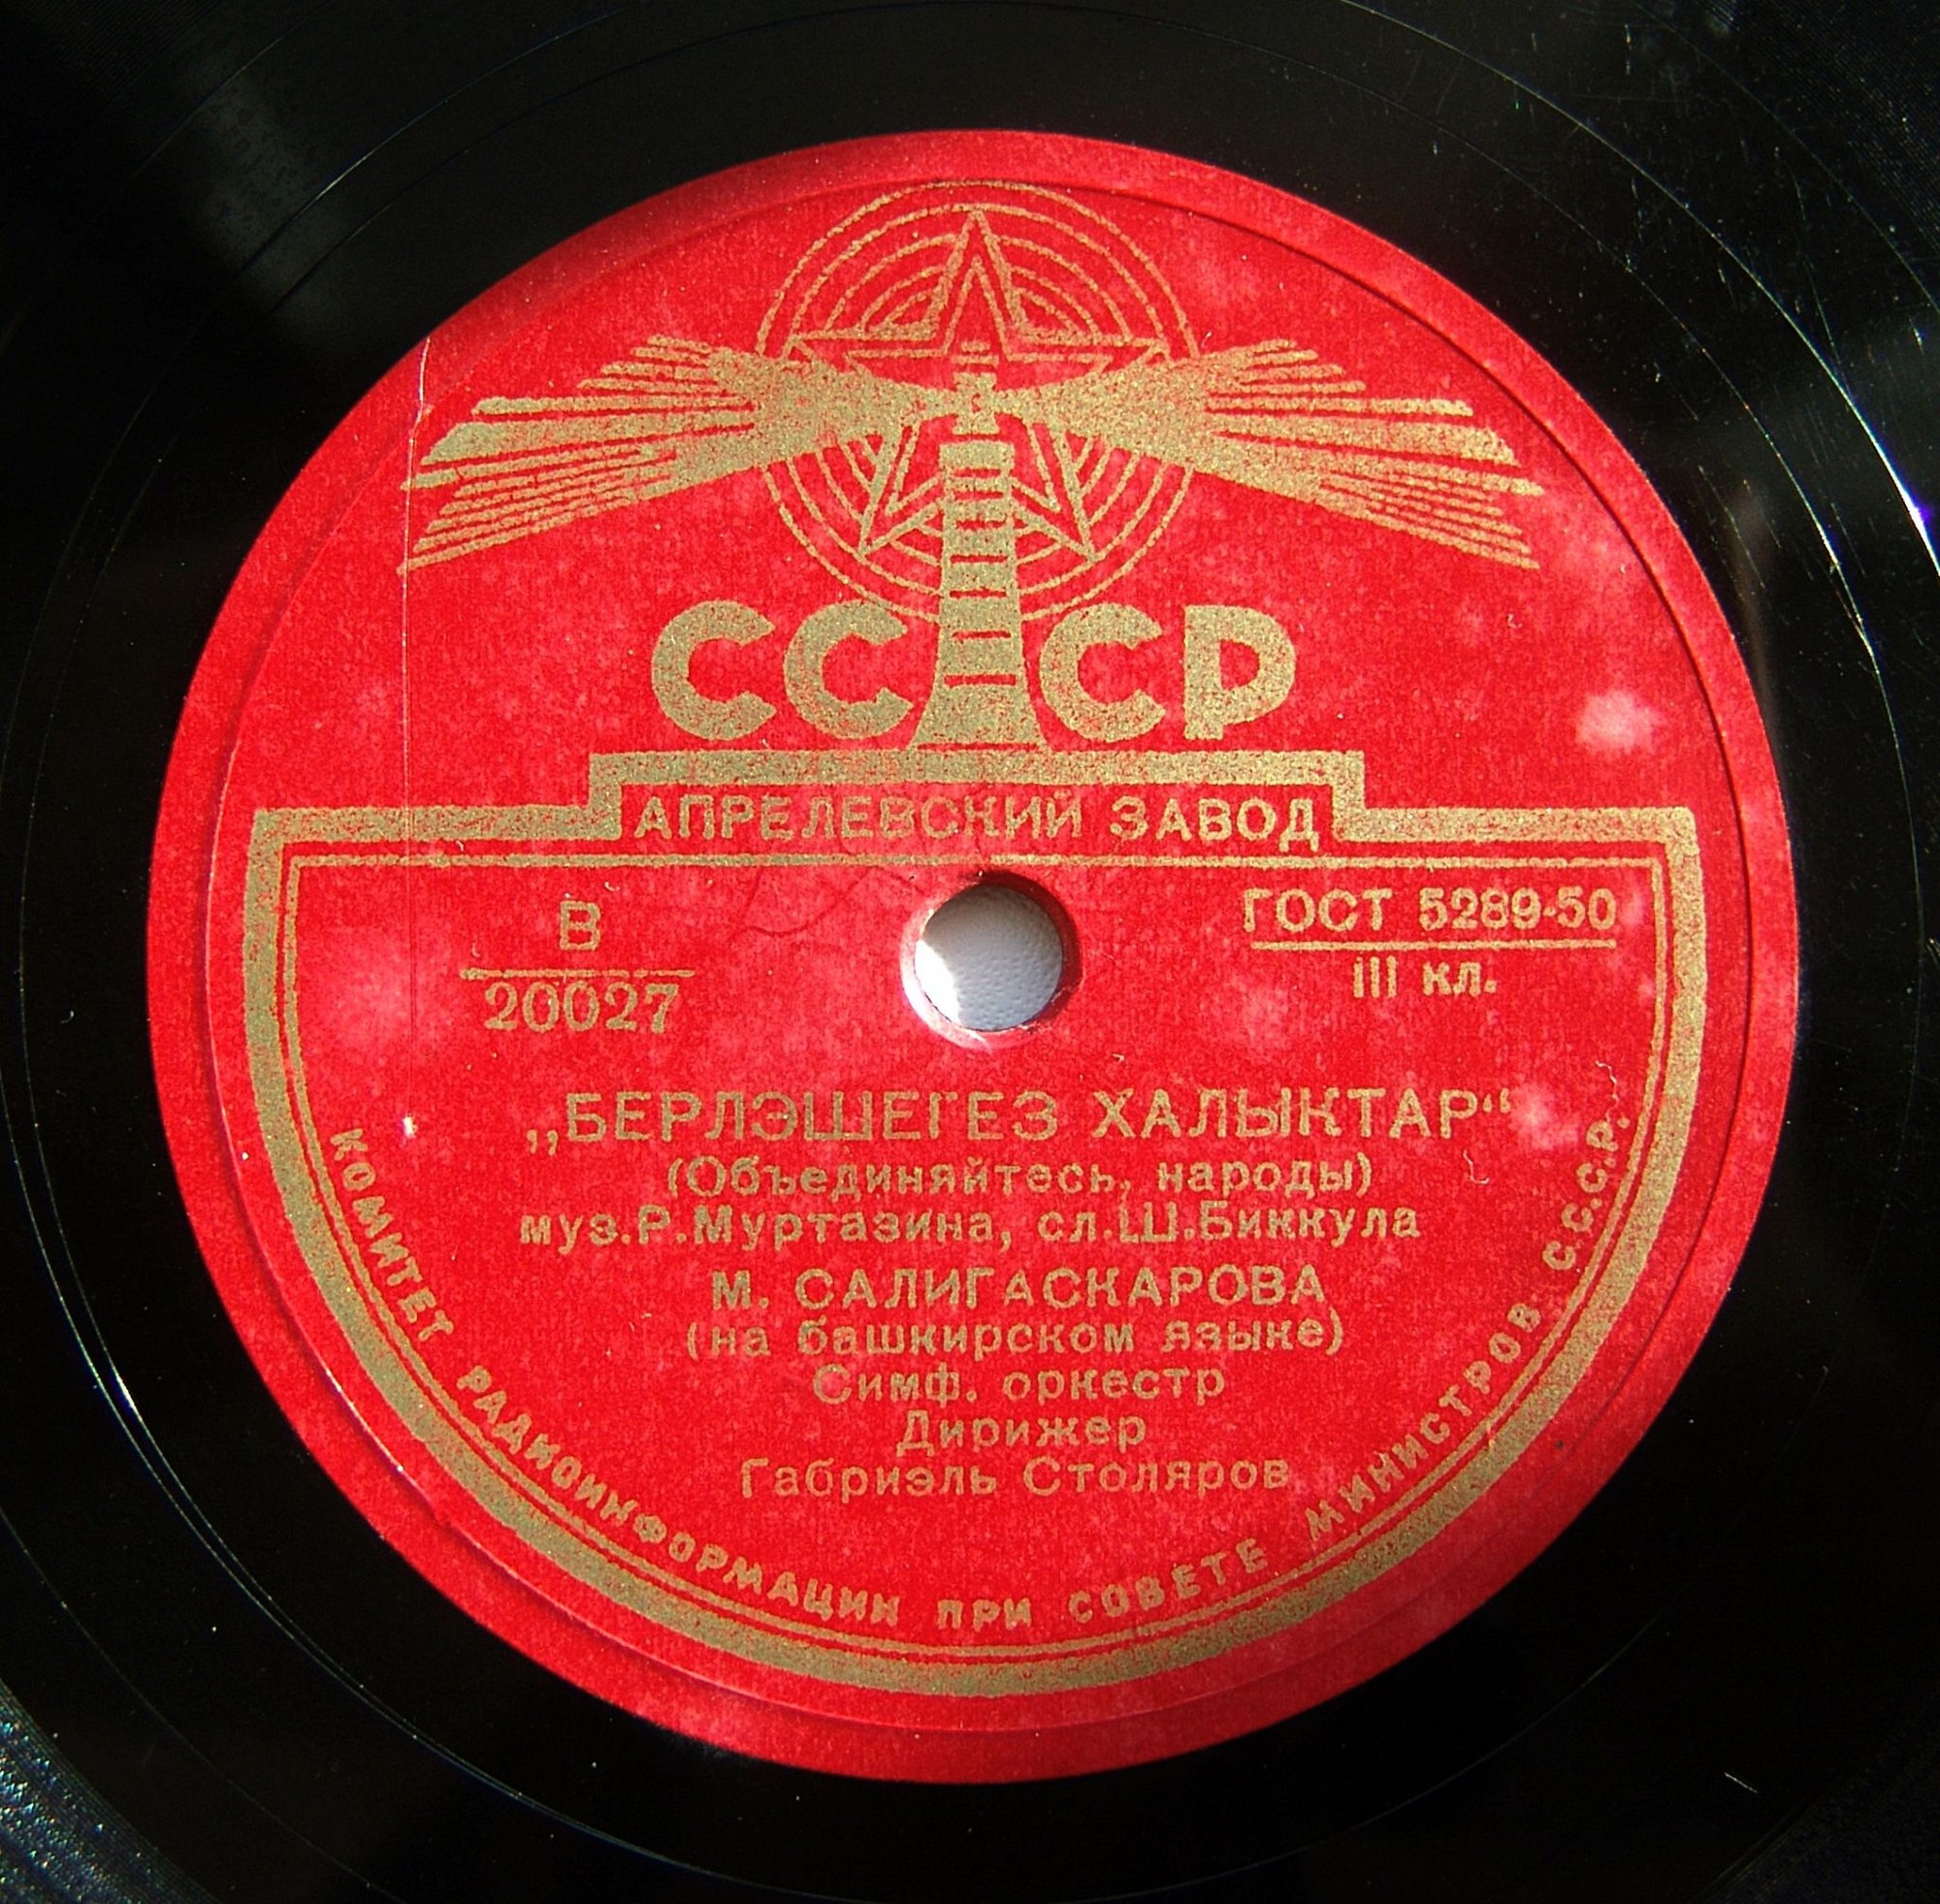 СССР
АПРЕЛЕВСКИЙ ЗАВОД
В
20027
ГОСТ 5289-50
III кл.
„БЕРЛЭШЕГЕЗ ХАЛЫКТАР“
(Объединяйтесь, народы)
муз.Р.Муртазина, сл.Ш.Биккула
М. САЛИГАСКАРОВА
(на башкирском языке)
Симф. оркестр
Дирижер
Габриэль Столяров
КОМИТЕТ РАДИОИНФОРМАЦИИ ПРИ СОВЕТЕ МИНИСТРОВ С.С.С.Р.